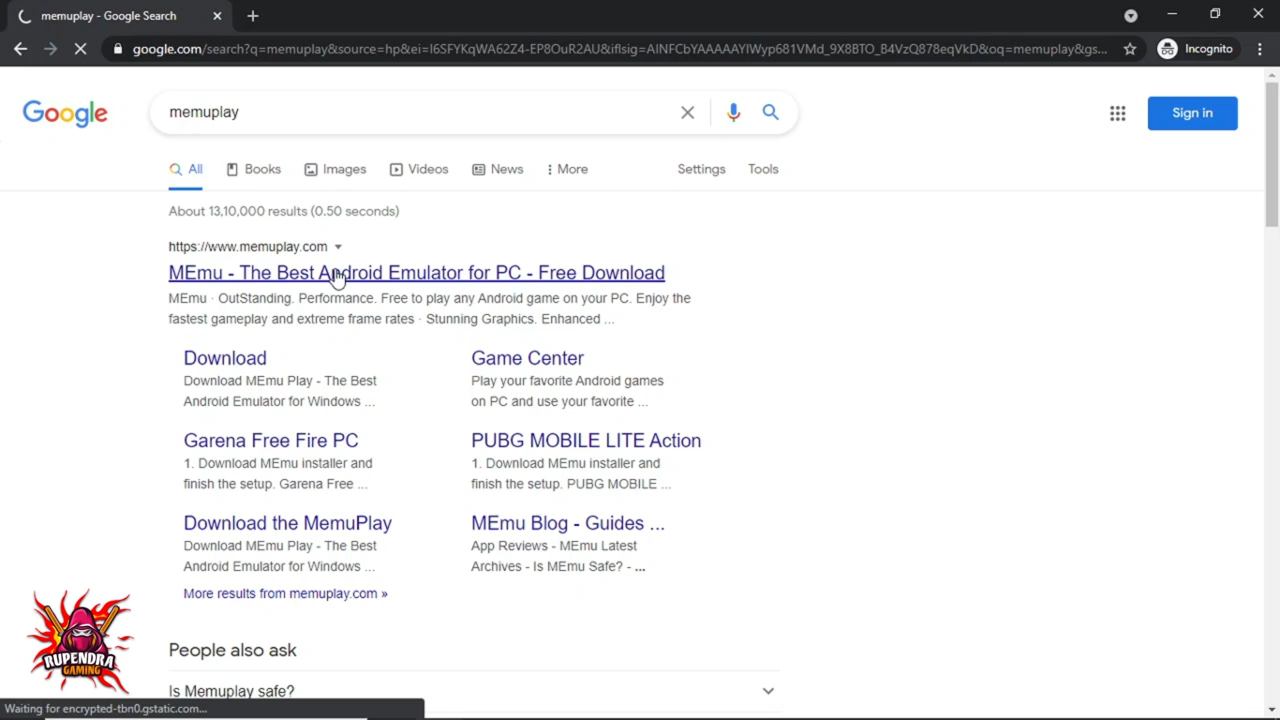 memuplay - Google Search
google.com/search?q=memuplay&source=hp&ei=I6SFYKqWA62Z4-EP8OuR2AU&iflsig=AINFCbYAAAAAYIWyp681VMd_9X8BTO_B4VzQ878eqVkD&oq=memuplay&gs...
Incognito
Google
memuplay
Sign in
All
Books
Images
Videos
News
More
Settings
Tools
About 13,10,000 results (0.50 seconds)
https://www.memuplay.com
MEmu - The Best Android Emulator for PC - Free Download
MEmu · OutStanding. Performance. Free to play any Android game on your PC. Enjoy the
fastest gameplay and extreme frame rates · Stunning Graphics. Enhanced ...
Download
Download MEmu Play - The Best
Android Emulator for Windows ...
Game Center
Play your favorite Android games
on PC and use your favorite ...
Garena Free Fire PC
1. Download MEmu installer and
finish the setup. Garena Free ...
PUBG MOBILE LITE Action
1. Download MEmu installer and
finish the setup. PUBG MOBILE ...
Download the MemuPlay
Download MEmu Play - The Best
Android Emulator for Windows ...
MEmu Blog - Guides ...
App Reviews - MEmu Latest
Archives - Is MEmu Safe? - ...
More results from memuplay.com »
People also ask
Is Memuplay safe?
RUPENDRA
GAMING
Waiting for encrypted-tbn0.gstatic.com...